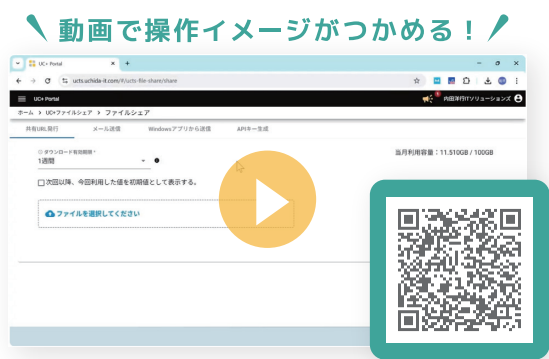 動画で操作イメージがつかめる！
UC+ Portal
ucts.uchida-it.com/#/ucts-file-share/share
UC+ Portal
内田洋行ITソリューションズ
ホーム > UC+ファイルシェア > ファイルシェア
共有URL発行 メール送信 Windowsアプリから送信 APIキー生成
ダウンロード有効期限*
1週間
当月利用容量：11.510GB / 100GB
次回以降、今回利用した値を初期値として表示する。
ファイルを選択してください